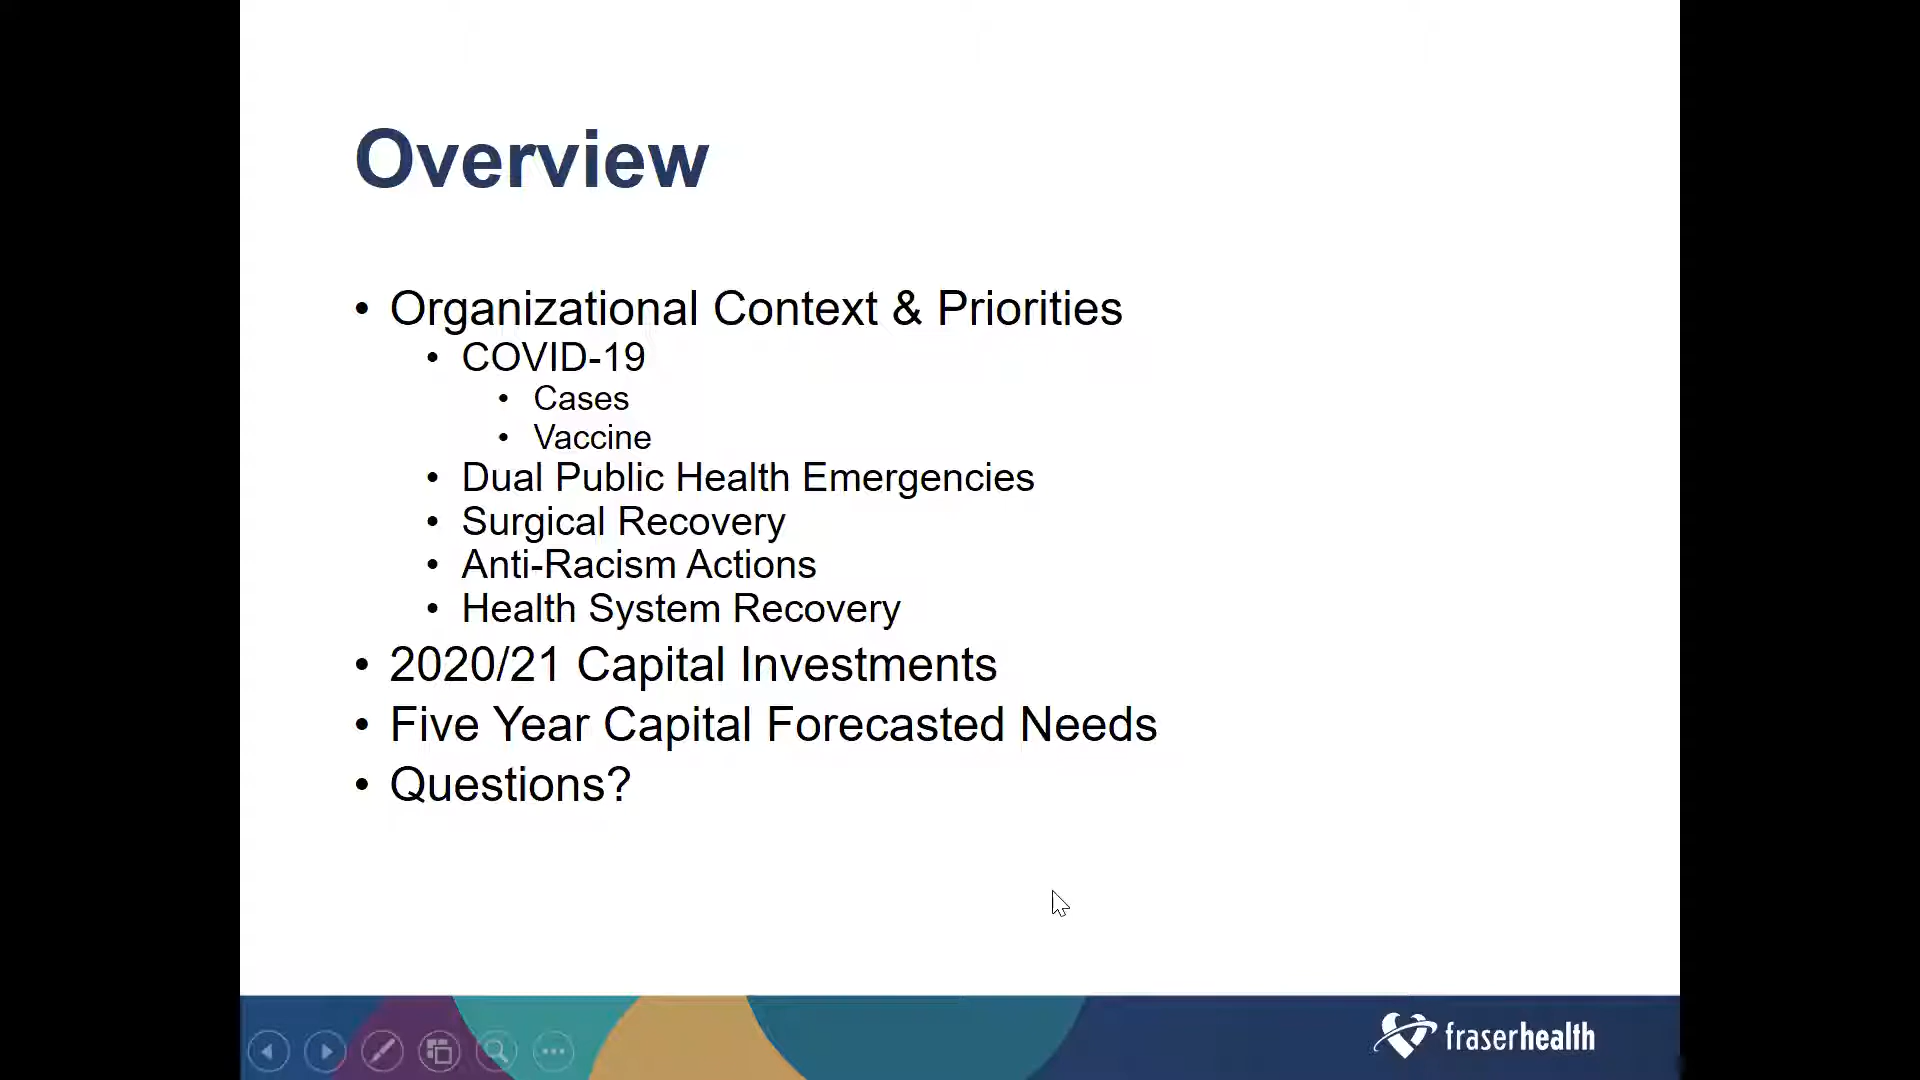 Overview
• Organizational Context & Priorities
• COVID-19
• Cases
• Vaccine
• Dual Public Health Emergencies
• Surgical Recovery
• Anti-Racism Actions
• Health System Recovery
• 2020/21 Capital Investments
• Five Year Capital Forecasted Needs
• Questions?
fraserhealth